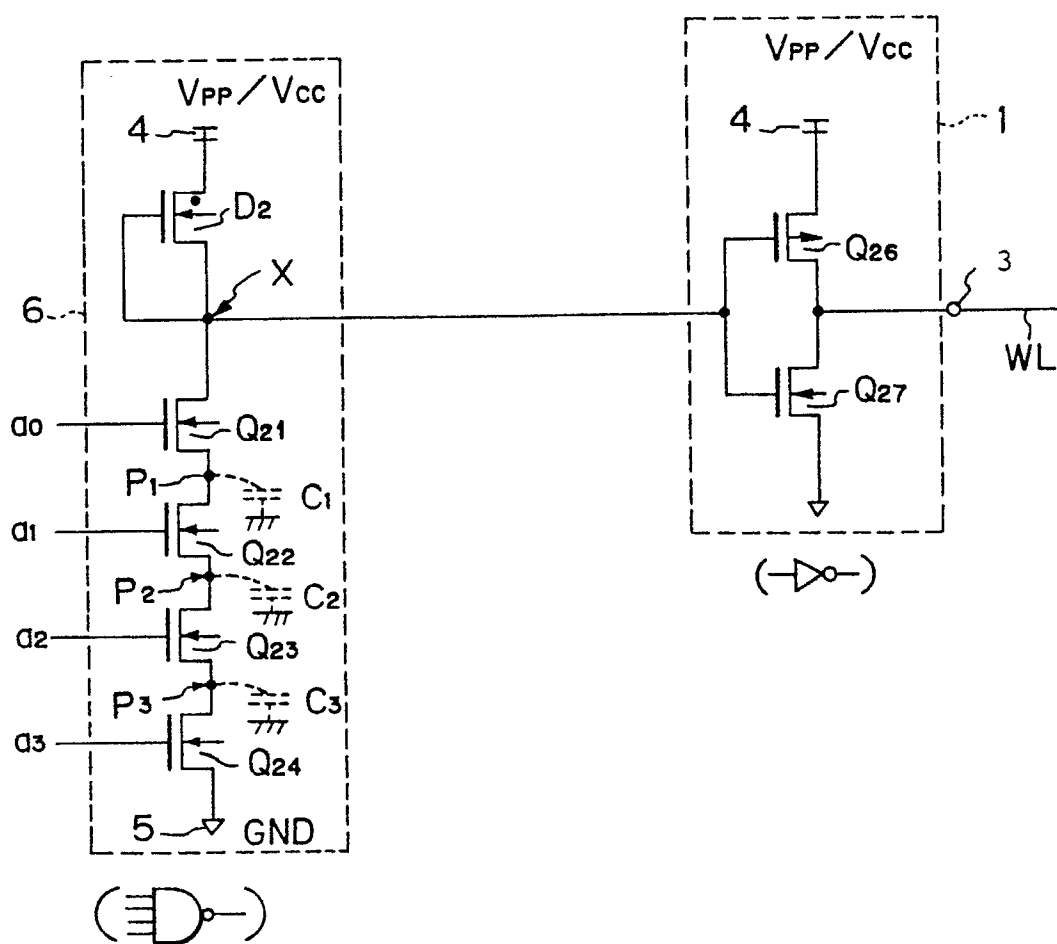 VPP/VCC
4
D2
X
6
a0
Q21
P1
C1
a1
Q22
P2
C2
a2
Q23
P3
C3
a3
Q24
5
GND
VPP/VCC
4
1
Q26
3
WL
Q27